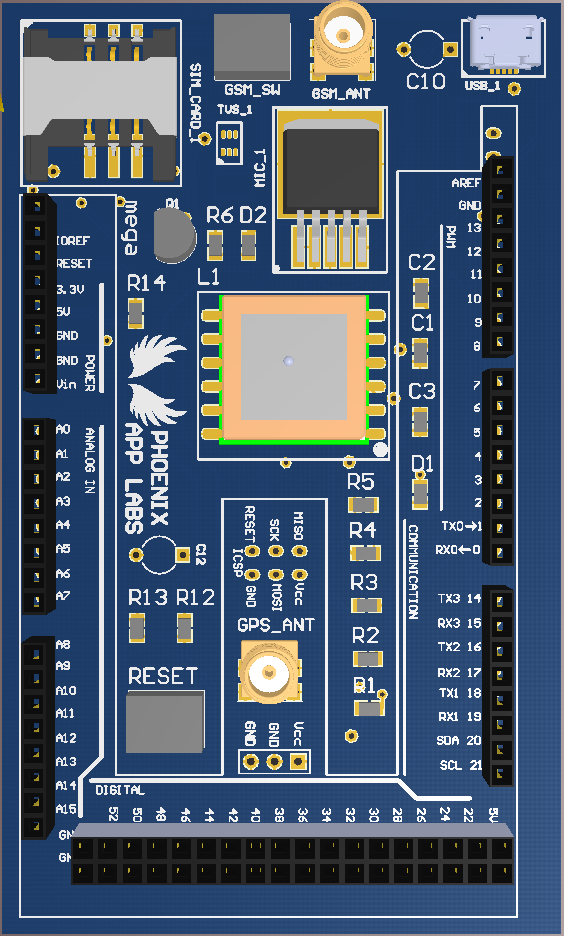 SIM_CARD_1
GSM_SW
GSM_ANT
C10
USB_1
TVS_1
MIC_1
mega
Q1
R6 D2
L1
R14
IOREF
RESET
3.3V
5V
GND
GND
Vin
POWER
AREF
GND
13
12
11
10
9
8
PWM
C2
C1
C3
D1
7
6
5
4
3
2
TX0→1
RX0←0
PHOENIX
APP LABS
A0
A1
A2
A3
A4
A5
A6
A7
ANALOG IN
C12
R13 R12
RESET
RESET
SCK
MISO
ICSP
GND
MOSI
Vcc
GPS_ANT
GND
GND
Vcc
R5
R4
R3
R2
R1
COMMUNICATION
TX3 14
RX3 15
TX2 16
RX2 17
TX1 18
RX1 19
SDA 20
SCL 21
A8
A9
A10
A11
A12
A13
A14
A15
GN
GN
DIGITAL
52 50 48 46 44 42 40 38 36 34 32 30 28 26 24 22 5V